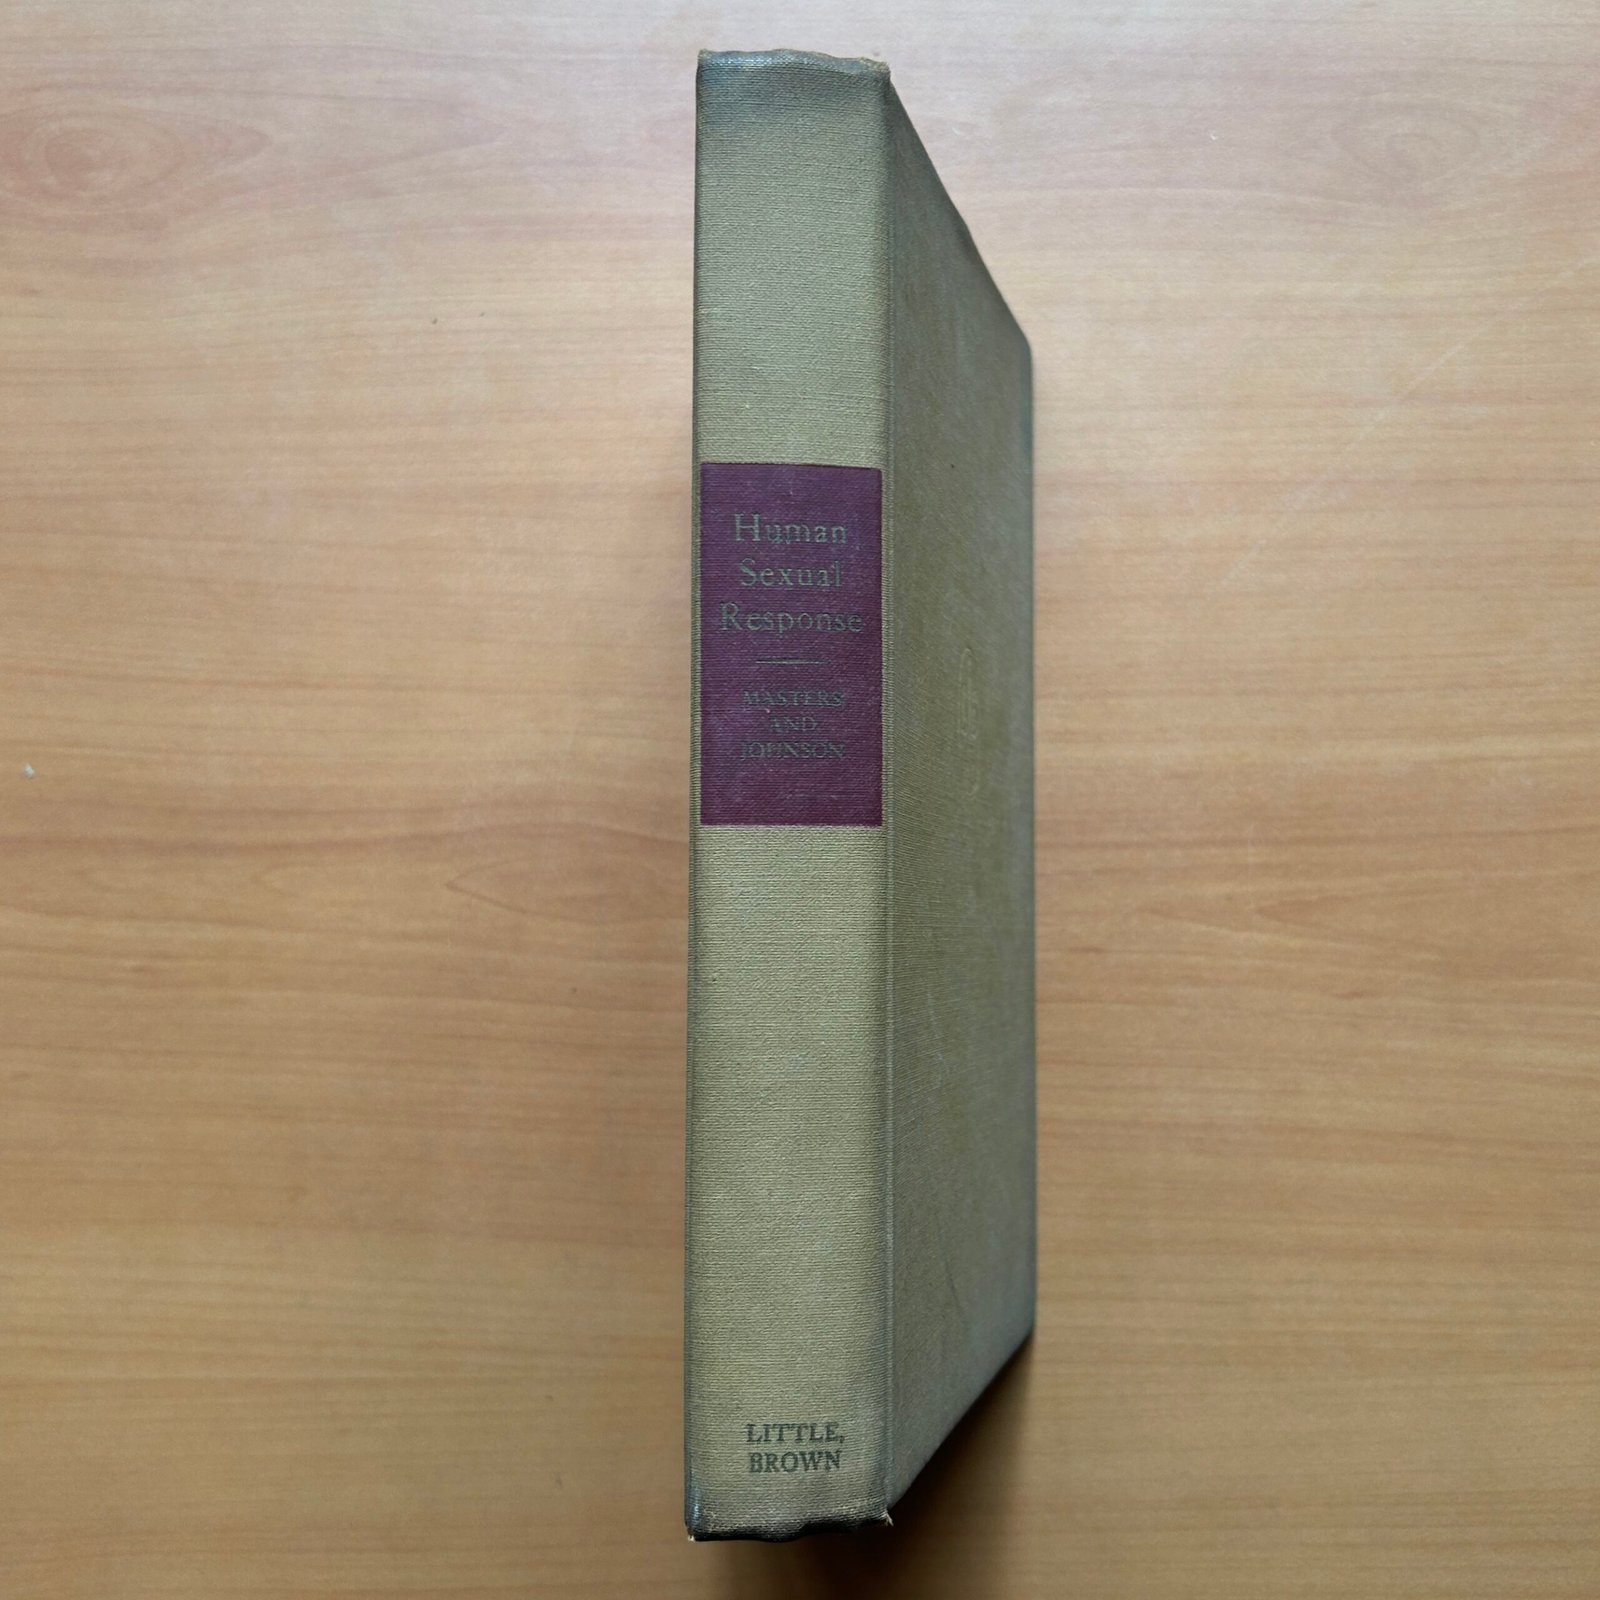 Human
Sexual
Response
MASTERS
AND
JOHNSON
LITTLE,
BROWN